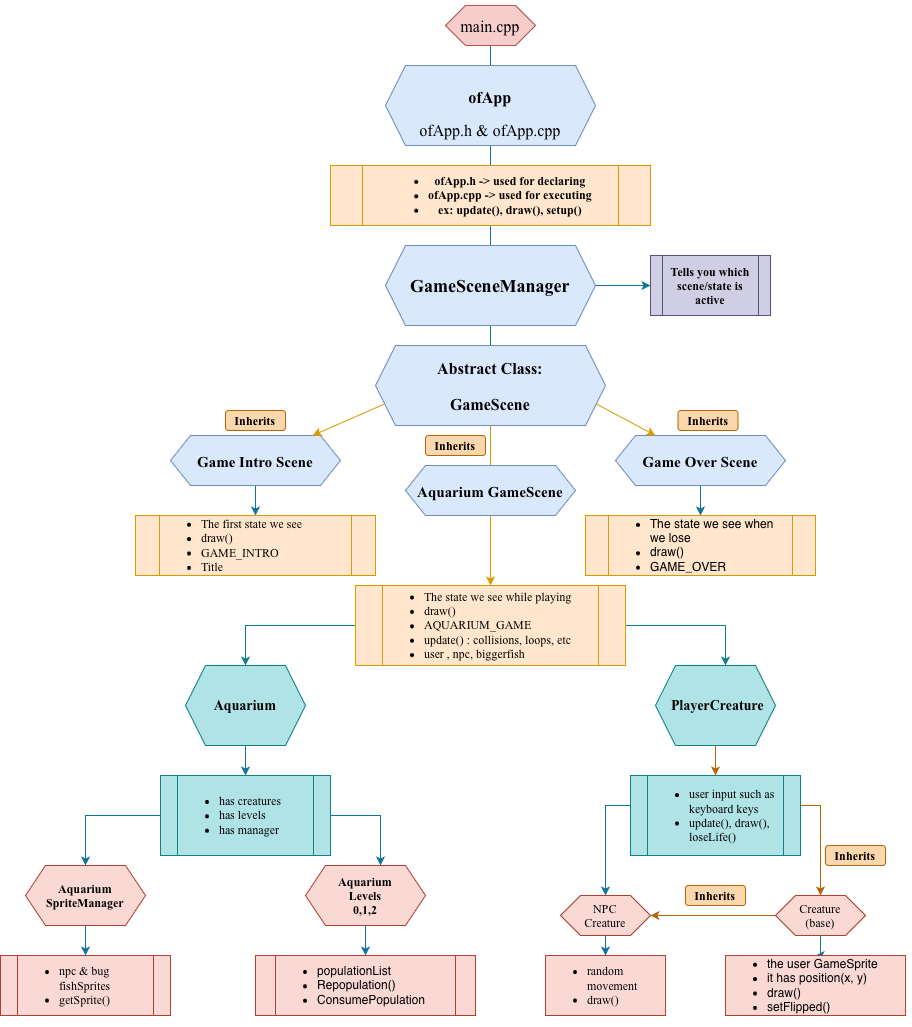 main.cpp
ofApp
ofApp.h & ofApp.cpp
• ofApp.h -> used for declaring
• ofApp.cpp -> used for executing
• ex: update(), draw(), setup()
GameSceneManager
Tells you which
scene/state is
active
Abstract Class:
GameScene
Inherits
Inherits
Inherits
Game Intro Scene
Aquarium GameScene
Game Over Scene
• The first state we see
• draw()
• GAME_INTRO
• Title
• The state we see when
we lose
• draw()
• GAME_OVER
• The state we see while playing
• draw()
• AQUARIUM_GAME
• update() : collisions, loops, etc
• user , npc, biggerfish
Aquarium
PlayerCreature
• has creatures
• has levels
• has manager
• user input such as
keyboard keys
• update(), draw(),
loseLife()
Inherits
Aquarium
SpriteManager
Aquarium
Levels
0,1,2
NPC
Creature
Inherits
Creature
(base)
• npc & bug
fishSprites
• getSprite()
• populationList
• Repopulation()
• ConsumePopulation
• random
movement
• draw()
• the user GameSprite
• it has position(x, y)
• draw()
• setFlipped()